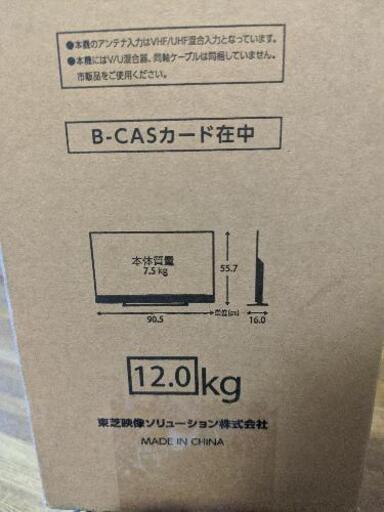 ●本機のアンテナ入力はVHF/UHF混合入力となっています。
●本機にはV/U混合器、同軸ケーブルは同梱していません。
市販品をご使用ください。
B-CASカード在中
本体質量
7.5 kg
55.7
単位(cm)
90.5
16.0
12.0kg
東芝映像ソリューション株式会社
MADE IN CHINA